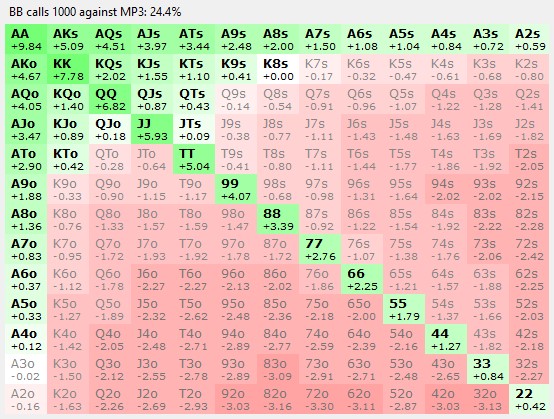 BB calls 1000 against MP3: 24.4%
AA AKs AQs AJs ATs A9s A8s A7s A6s A5s A4s A3s A2s
+9.84 +5.09 +4.51 +3.97 +3.44 +2.48 +2.00 +1.50 +1.08 +1.04 +0.84 +0.72 +0.59
AKo KK KQs KJs KTs K9s K8s K7s K6s K5s K4s K3s K2s
+4.67 +7.78 +2.02 +1.55 +1.10 +0.41 +0.00 -0.17 -0.32 -0.47 -0.61 -0.68 -0.80
AQo KQo QQ QJs QTs Q9s Q8s Q7s Q6s Q5s Q4s Q3s Q2s
+4.05 +1.40 +6.82 +0.87 +0.43 -0.14 -0.54 -0.91 -0.96 -1.07 -1.22 -1.28 -1.41
AJo KJo QJo JJ JTs J9s J8s J7s J6s J5s J4s J3s J2s
+3.47 +0.89 +0.18 +5.93 +0.09 -0.38 -0.77 -1.11 -1.43 -1.48 -1.63 -1.69 -1.82
ATo KTo QTo JTo TT T9s T8s T7s T6s T5s T4s T3s T2s
+2.90 +0.42 -0.28 -0.64 +5.04 -0.41 -0.80 -1.11 -1.44 -1.77 -1.86 -1.92 -2.05
A9o K9o Q9o J9o T9o 99 98s 97s 96s 95s 94s 93s 92s
+1.88 -0.33 -0.90 -1.15 -1.17 +4.07 -0.68 -0.98 -1.31 -1.64 -2.02 -2.02 -2.15
A8o K8o Q8o J8o T8o 98o 88 87s 86s 85s 84s 83s 82s
+1.36 -0.76 -1.33 -1.57 -1.59 -1.47 +3.39 -0.92 -1.22 -1.54 -1.92 -2.22 -2.28
A7o K7o Q7o J7o T7o 97o 87o 77 76s 75s 74s 73s 72s
+0.83 -0.95 -1.72 -1.93 -1.92 -1.78 -1.72 +2.76 -1.07 -1.38 -1.76 -2.06 -2.42
A6o K6o Q6o J6o T6o 96o 86o 76o 66 65s 64s 63s 62s
+0.37 -1.12 -1.78 -2.27 -2.27 -2.13 -2.02 -1.86 +2.25 -1.21 -1.57 -1.88 -2.25
A5o K5o Q5o J5o T5o 95o 85o 75o 65o 55 54s 53s 52s
+0.33 -1.27 -1.89 -2.32 -2.62 -2.48 -2.36 -2.18 -2.00 +1.79 -1.37 -1.66 -2.03
A4o K4o Q4o J4o T4o 94o 84o 74o 64o 54o 44 43s 42s
+0.12 -1.42 -2.05 -2.48 -2.71 -2.89 -2.77 -2.59 -2.39 -2.16 +1.27 -1.82 -2.18
A3o K3o Q3o J3o T3o 93o 83o 73o 63o 53o 43o 33 32s
-0.02 -1.50 -2.12 -2.55 -2.78 -2.89 -3.09 -2.91 -2.71 -2.48 -2.65 +0.84 -2.27
A2o K2o Q2o J2o T2o 92o 82o 72o 62o 52o 42o 32o 22
-0.16 -1.63 -2.26 -2.69 -2.93 -3.03 -3.16 -3.30 -3.11 -2.87 -3.03 -3.13 +0.42